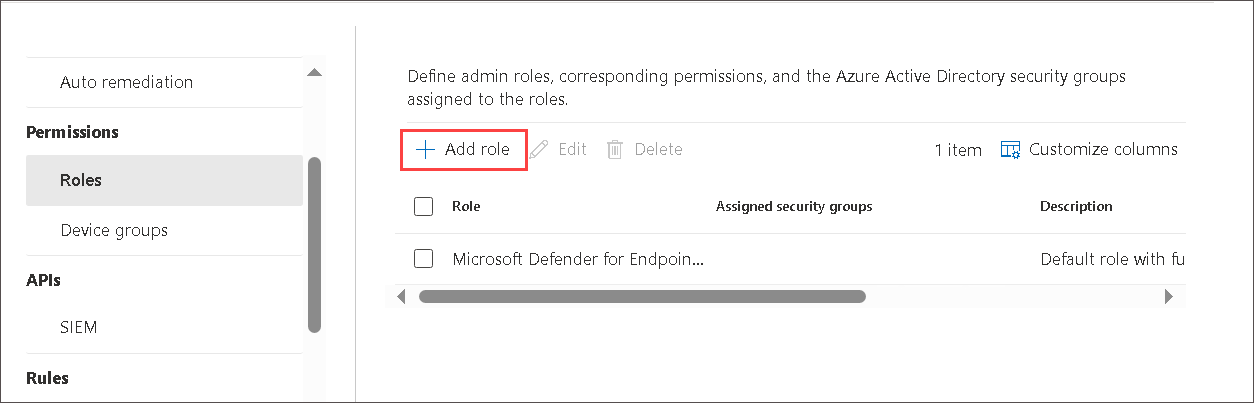 Auto remediation
Permissions
Roles
Device groups
APIs
SIEM
Rules
Define admin roles, corresponding permissions, and the Azure Active Directory security groups
assigned to the roles.
Add role Edit Delete 1 item Customize columns
Role Assigned security groups Description
Microsoft Defender for Endpoin... Default role with fu